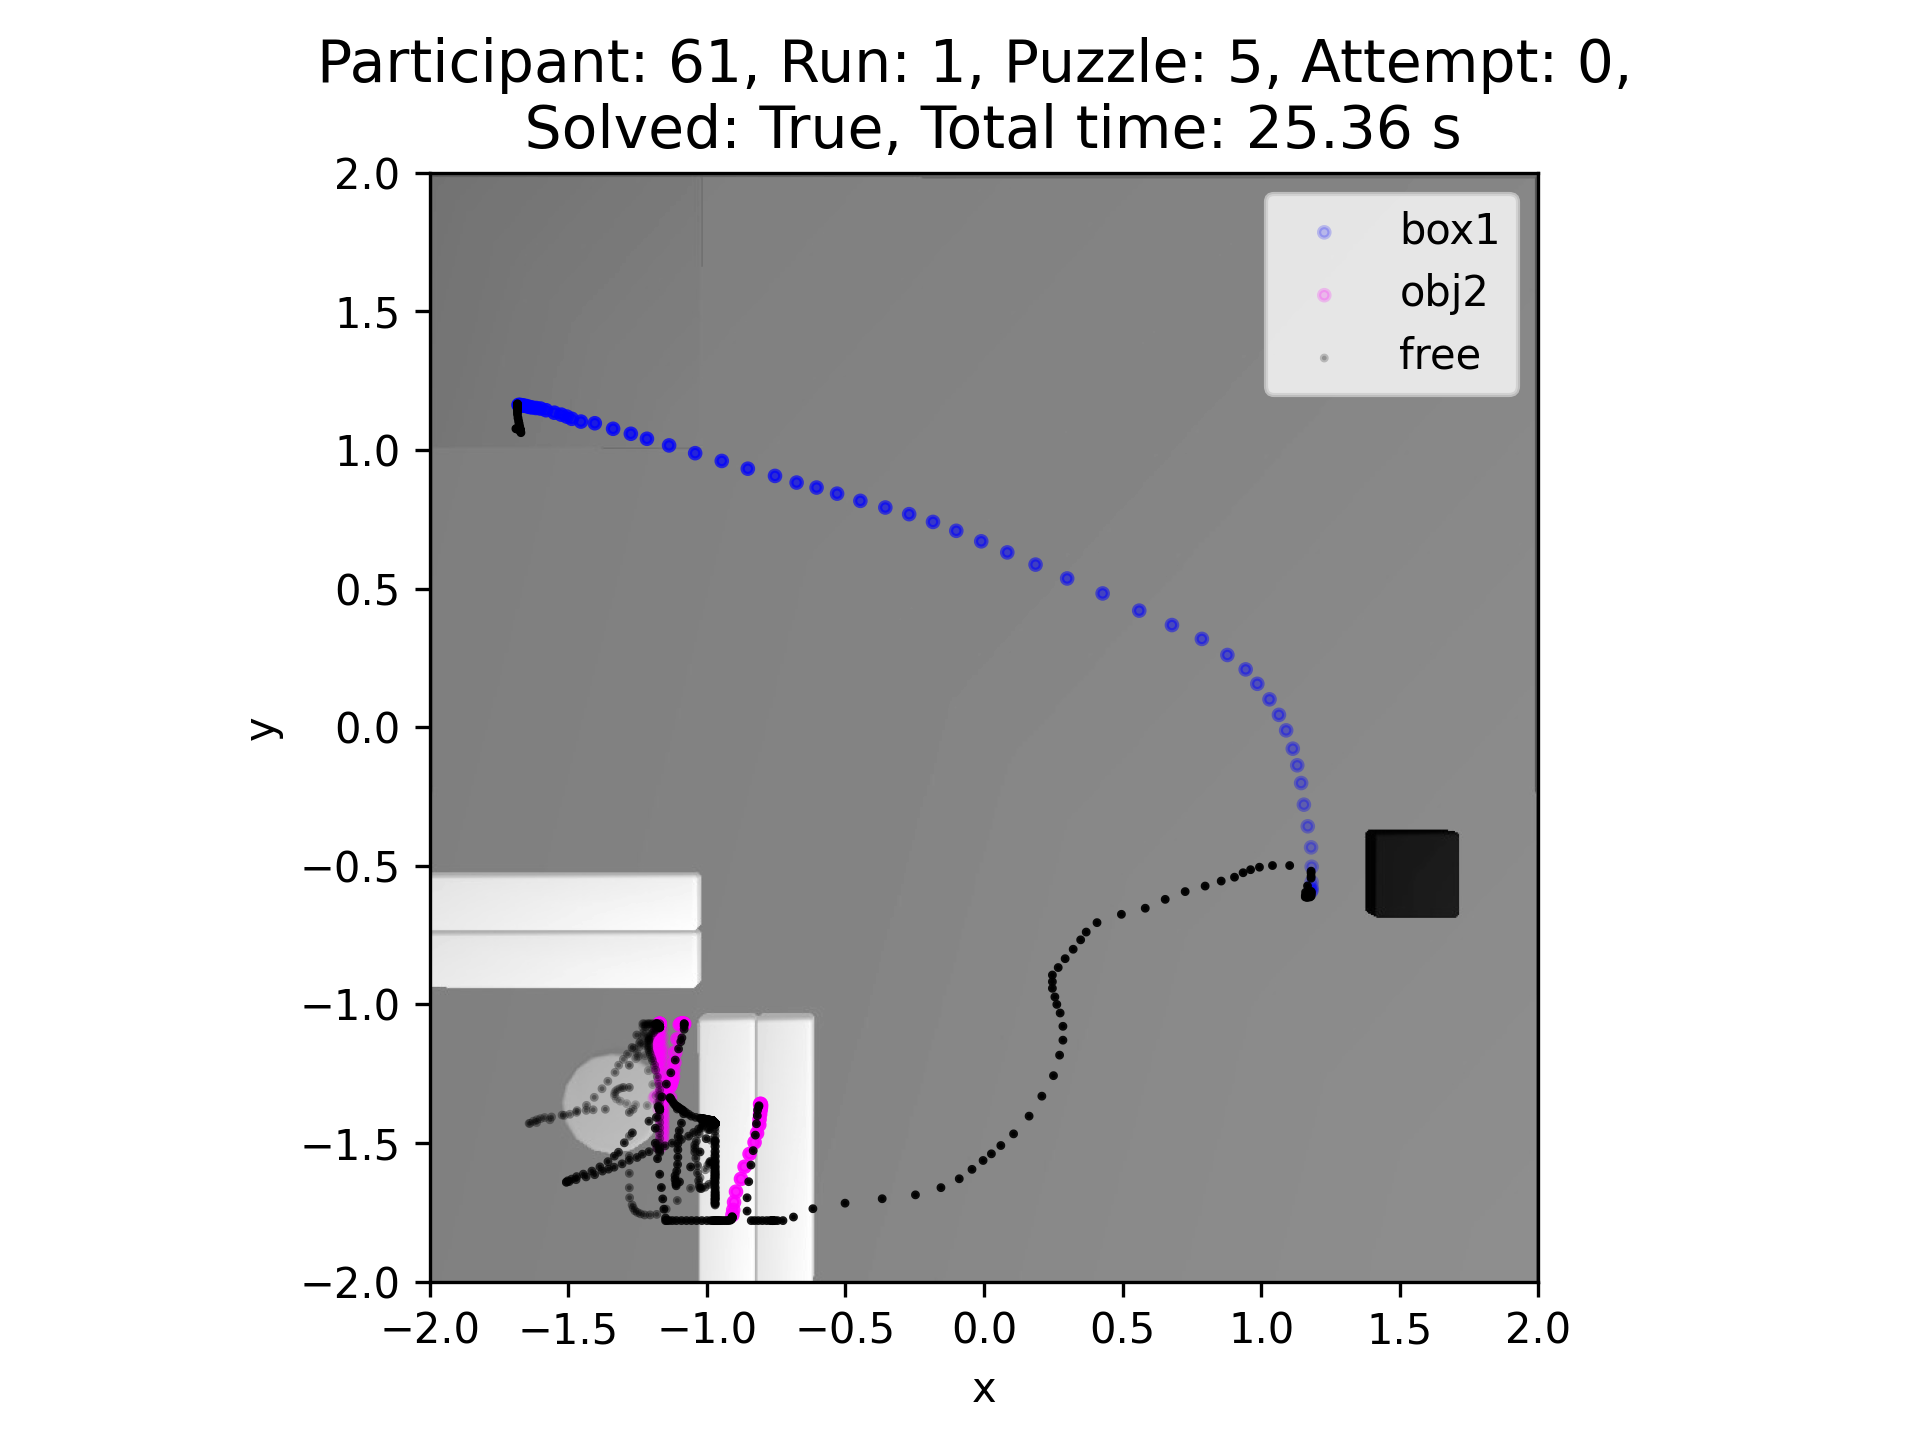 Participant: 61, Run: 1, Puzzle: 5, Attempt: 0,
Solved: True, Total time: 25.36 s
2.0
1.5
1.0
0.5
0.0
−0.5
−1.0
−1.5
−2.0
y
box1
obj2
free
−2.0 −1.5 −1.0 −0.5 0.0 0.5 1.0 1.5 2.0
x